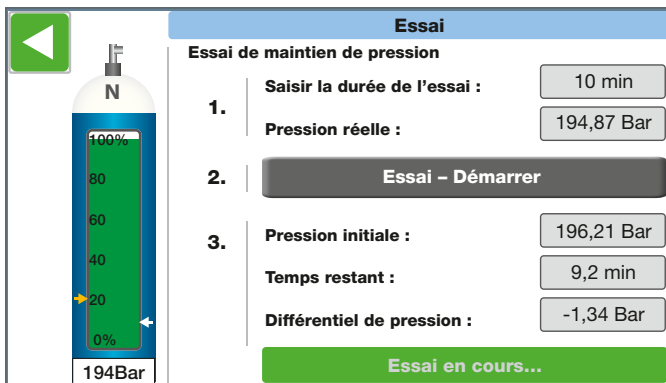 Essai
Essai de maintien de pression
N
100%
80
60
40
20
0%
194Bar
1.
Saisir la durée de l'essai :
10 min
Pression réelle :
194,87 Bar
2.
Essai – Démarrer
3.
Pression initiale :
196,21 Bar
Temps restant :
9,2 min
Différentiel de pression :
-1,34 Bar
Essai en cours...